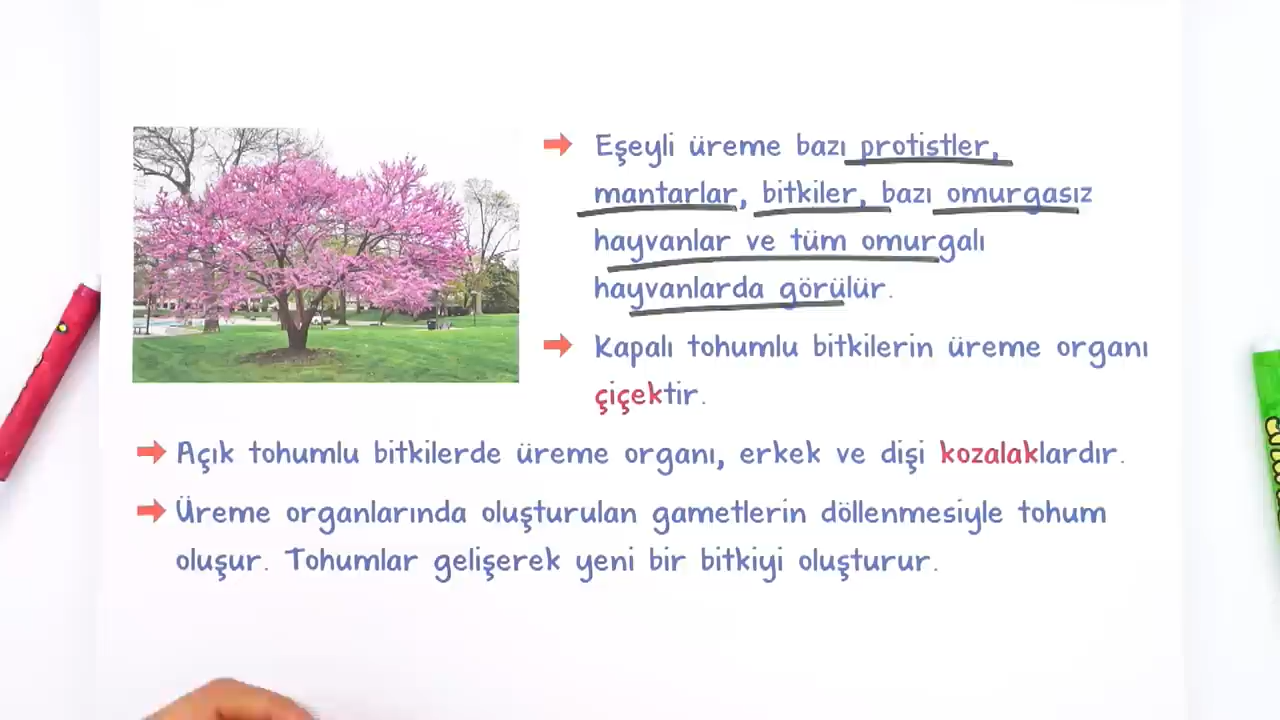 Eşeyli üreme bazı protistler,
mantarlar, bitkiler, bazı omurgasız
hayvanlar ve tüm omurgalı
hayvanlarda görülür.
Kapalı tohumlu bitkilerin üreme organı
çiçektir.
Açık tohumlu bitkilerde üreme organı, erkek ve dişi kozalaklardır.
Üreme organlarında oluşturulan gametlerin döllenmesiyle tohum
oluşur. Tohumlar gelişerek yeni bir bitkiyi oluşturur.